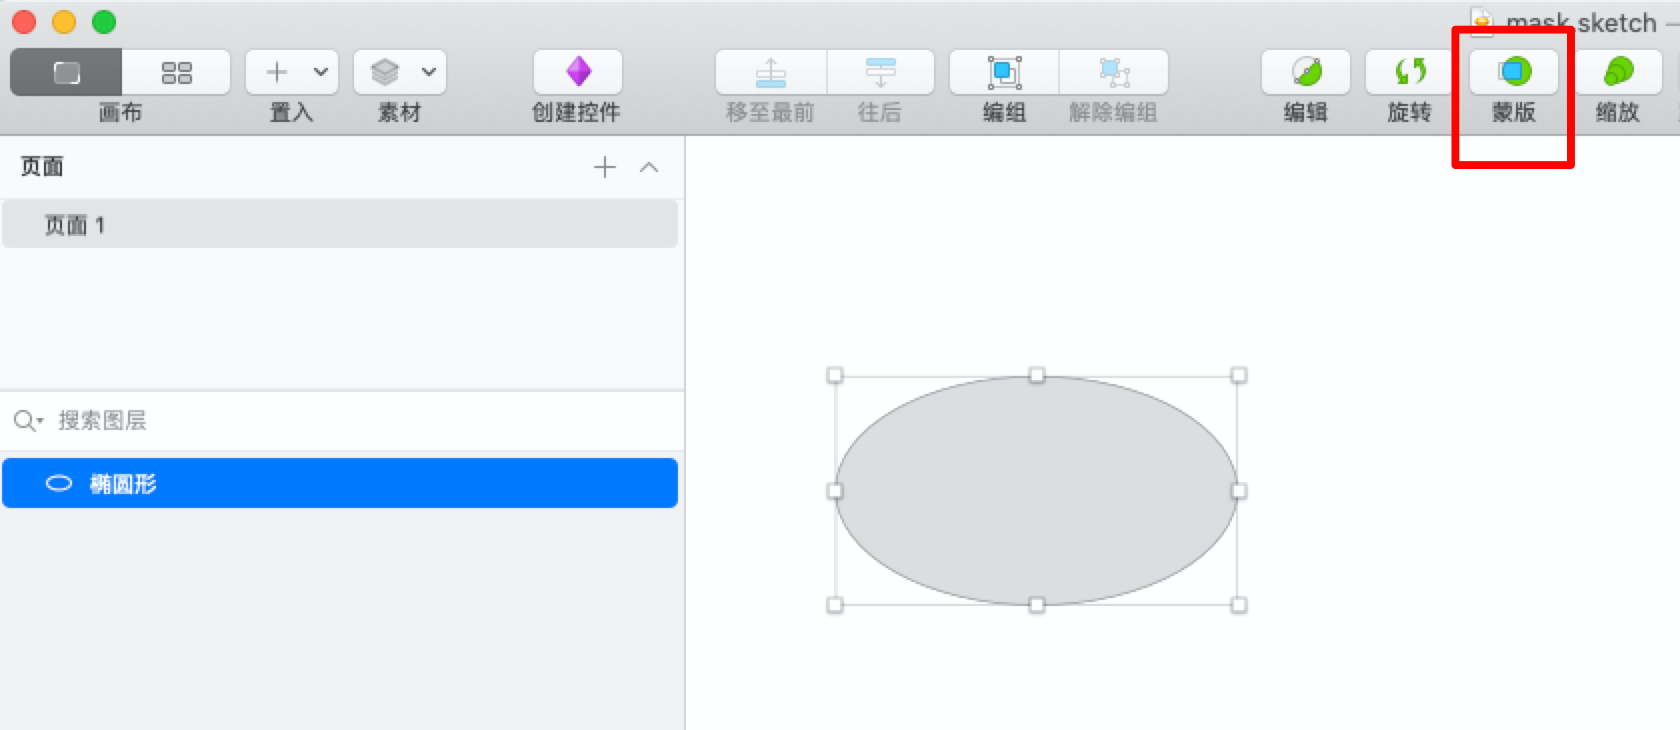 mask.sketch —
画布 置入 素材 创建控件 移至最前 往后 编组 解除编组 编辑 旋转 蒙版 缩放
页面
页面 1
搜索图层
椭圆形